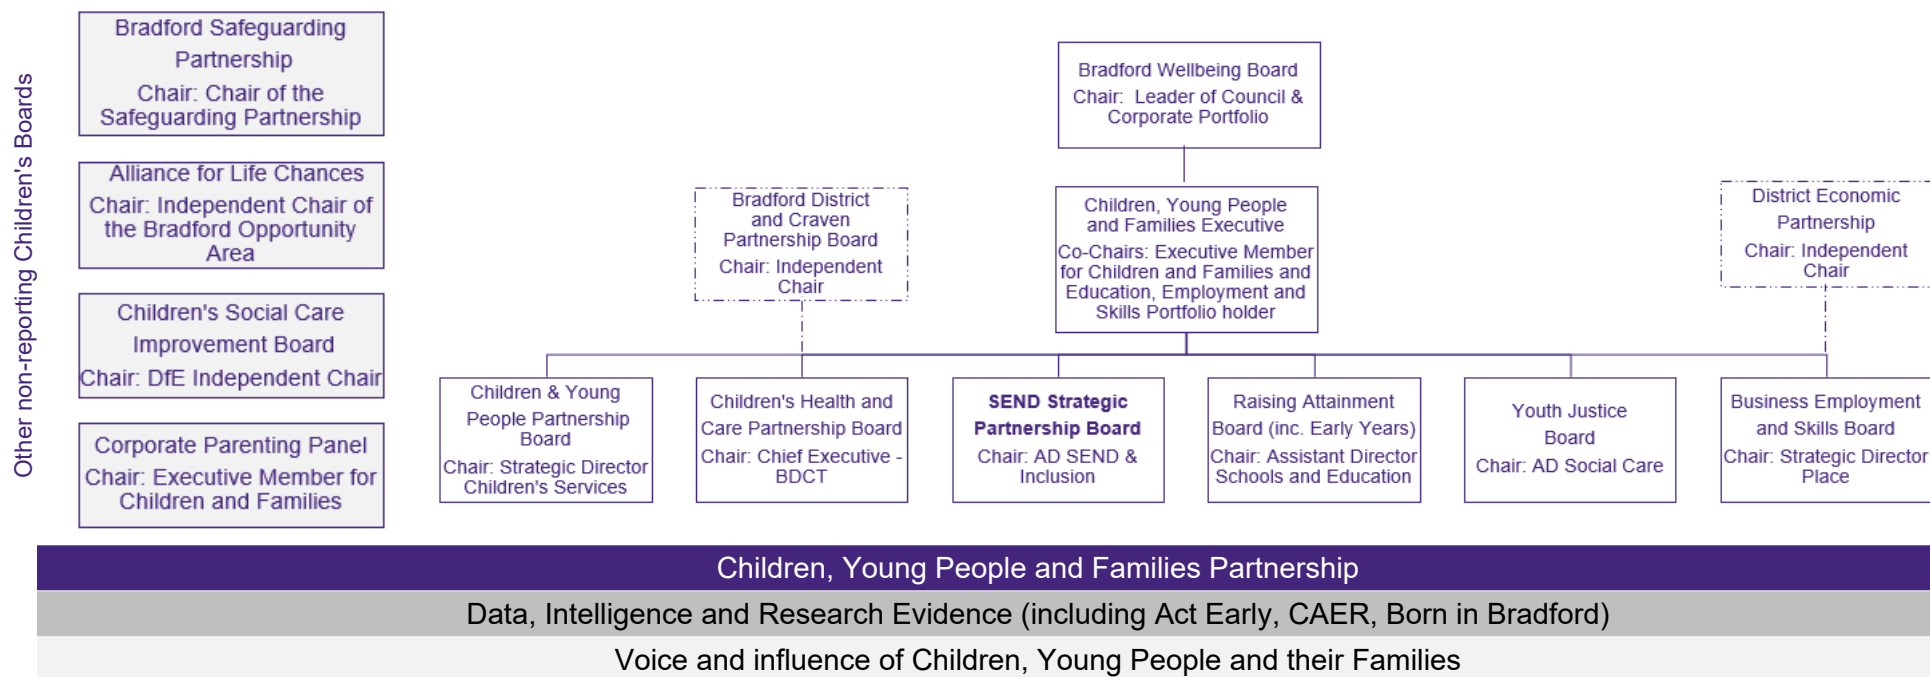 Other non-reporting Children's Boards
Bradford Safeguarding
Partnership
Chair: Chair of the
Safeguarding Partnership
Alliance for Life Chances
Chair: Independent Chair of
the Bradford Opportunity
Area
Children's Social Care
Improvement Board
Chair: DfE Independent Chair
Corporate Parenting Panel
Chair: Executive Member for
Children and Families
Bradford Wellbeing Board
Chair: Leader of Council &
Corporate Portfolio
Bradford District
and Craven
Partnership Board
Chair: Independent
Chair
Children, Young People
and Families Executive
Co-Chairs: Executive Member
for Children and Families and
Education, Employment and
Skills Portfolio holder
District Economic
Partnership
Chair: Independent
Chair
Children & Young
People Partnership
Board
Chair: Strategic Director
Children's Services
Children's Health and
Care Partnership Board
Chair: Chief Executive -
BDCT
SEND Strategic
Partnership Board
Chair: AD SEND &
Inclusion
Raising Attainment
Board (inc. Early Years)
Chair: Assistant Director
Schools and Education
Youth Justice
Board
Chair: AD Social Care
Business Employment
and Skills Board
Chair: Strategic Director
Place
Children, Young People and Families Partnership
Data, Intelligence and Research Evidence (including Act Early, CAER, Born in Bradford)
Voice and influence of Children, Young People and their Families